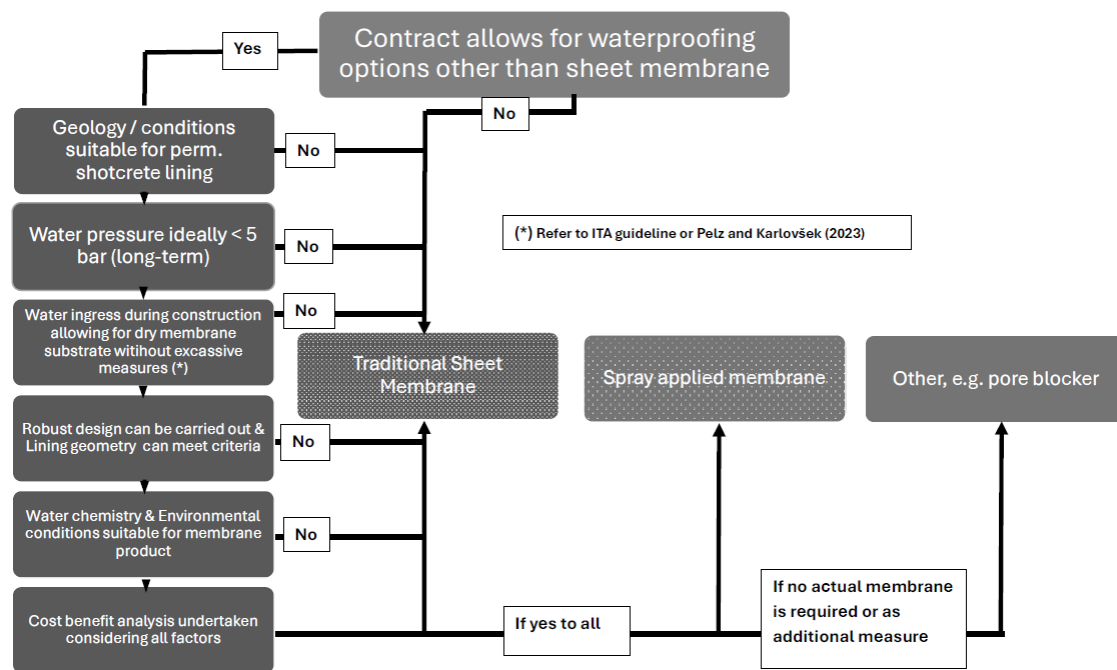 Contract allows for waterproofing
options other than sheet membrane
Yes
No
Geology / conditions
suitable for perm.
shotcrete lining
No
Water pressure ideally < 5
bar (long-term)
No
(*) Refer to ITA guideline or Pelz and Karlovšek (2023)
Water ingress during construction
allowing for dry membrane
substrate witihout excassive
measures (*)
No
Traditional Sheet
Membrane
Spray applied membrane
Other, e.g. pore blocker
Robust design can be carried out &
Lining geometry can meet criteria
No
Water chemistry & Environmental
conditions suitable for membrane
product
No
Cost benefit analysis undertaken
considering all factors
If yes to all
If no actual membrane
is required or as
additional measure